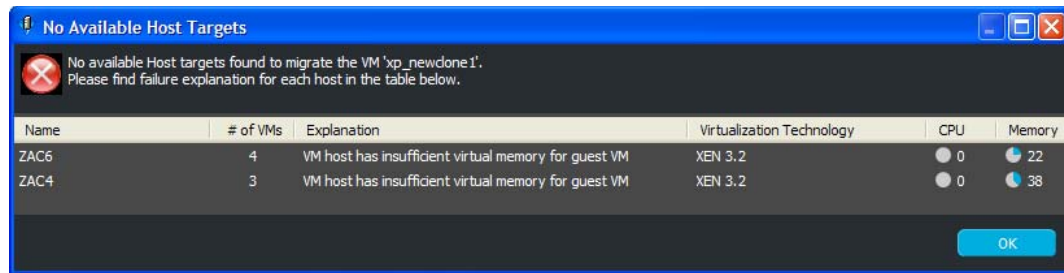 No Available Host Targets
No available Host targets found to migrate the VM 'xp_newclone1'.
Please find failure explanation for each host in the table below.
Name # of VMs Explanation Virtualization Technology CPU Memory
ZAC6 4 VM host has insufficient virtual memory for guest VM XEN 3.2 0 22
ZAC4 3 VM host has insufficient virtual memory for guest VM XEN 3.2 0 38
OK